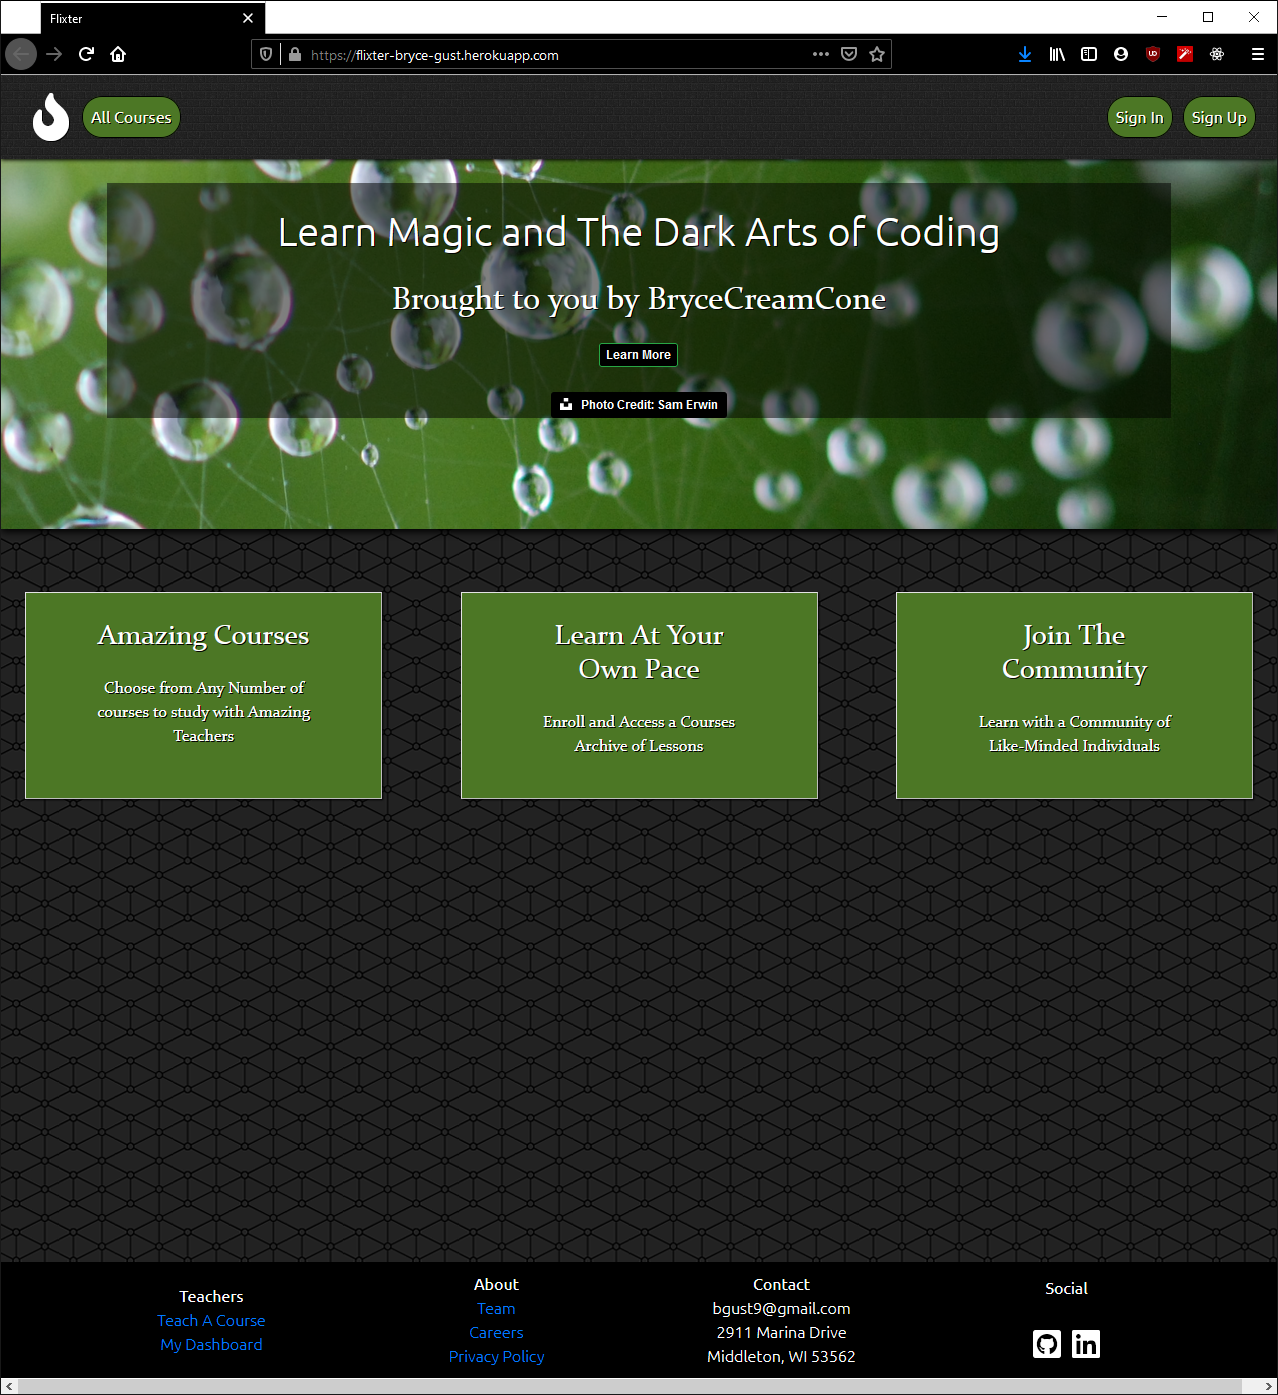 Flixter
https://flixter-bryce-gust.herokuapp.com
All Courses
Sign In
Sign Up
Learn Magic and The Dark Arts of Coding
Brought to you by BryceCreamCone
Learn More
Photo Credit: Sam Erwin
Amazing Courses
Choose from Any Number of
courses to study with Amazing
Teachers
Learn At Your
Own Pace
Enroll and Access a Courses
Archive of Lessons
Join The
Community
Learn with a Community of
Like-Minded Individuals
Teachers
Teach A Course
My Dashboard
About
Team
Careers
Privacy Policy
Contact
bgust9@gmail.com
2911 Marina Drive
Middleton, WI 53562
Social
in